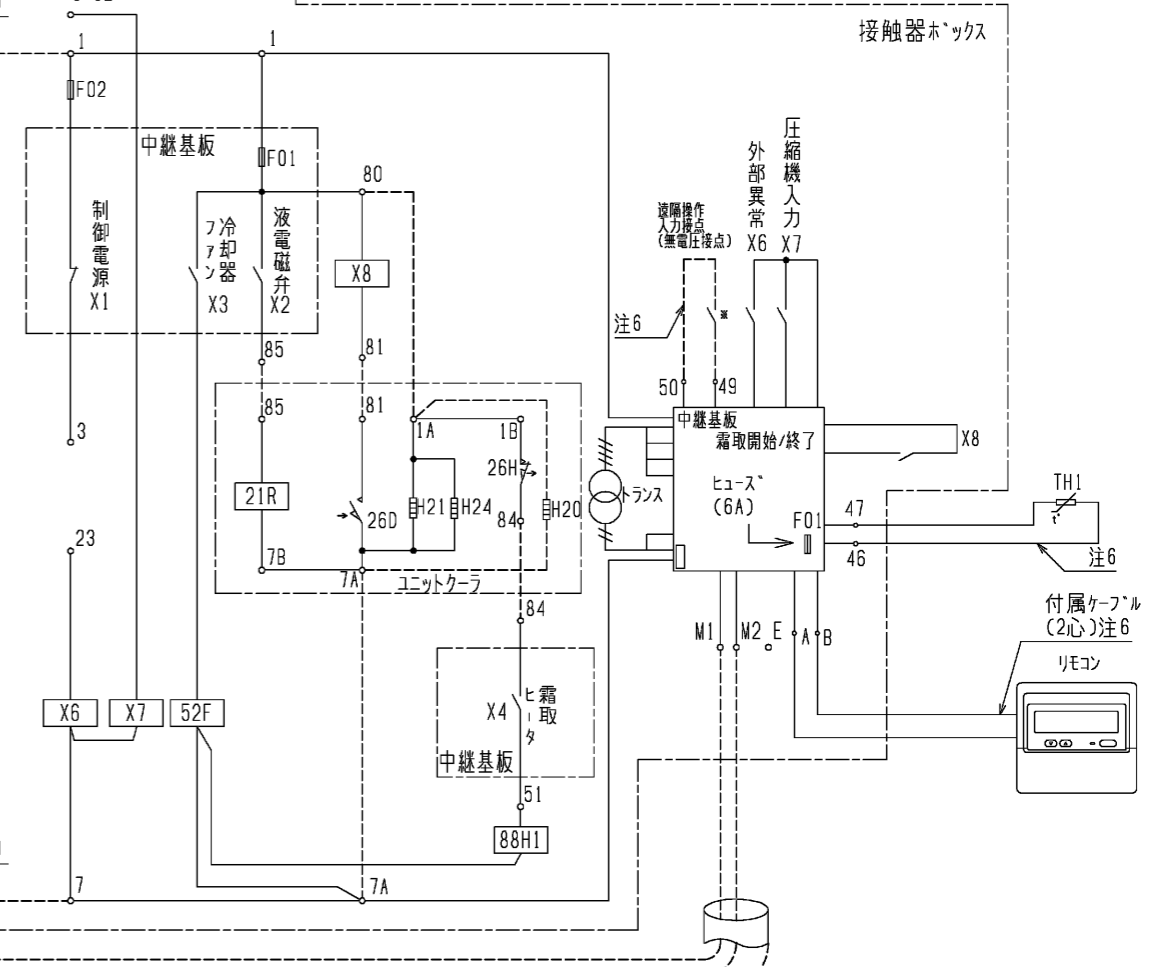 接触器ボックス
1
1
F02
中継基板
F01
80
制御電源
X1
冷却器
ファン
X3
液電磁弁
X2
X8
遠隔操作
入力接点
(無電圧接点)
外部異常
X6
圧縮機入力
X7
※
注6
85
81
50
49
85
81
1A
1B
中継基板
霜取開始/終了
X8
3
26H
トランス
ヒューズ
(6A)
TH1
t°
21R
26D
H21
H24
84
H20
F01
47
46
注6
23
7B
7A
ユニットクーラ
84
M1
M2
E
A
B
付属ケーブル
(2心)注6
リモコン
X6
X7
52F
X4
霜取
ヒータ
中継基板
51
88H1
7
7A